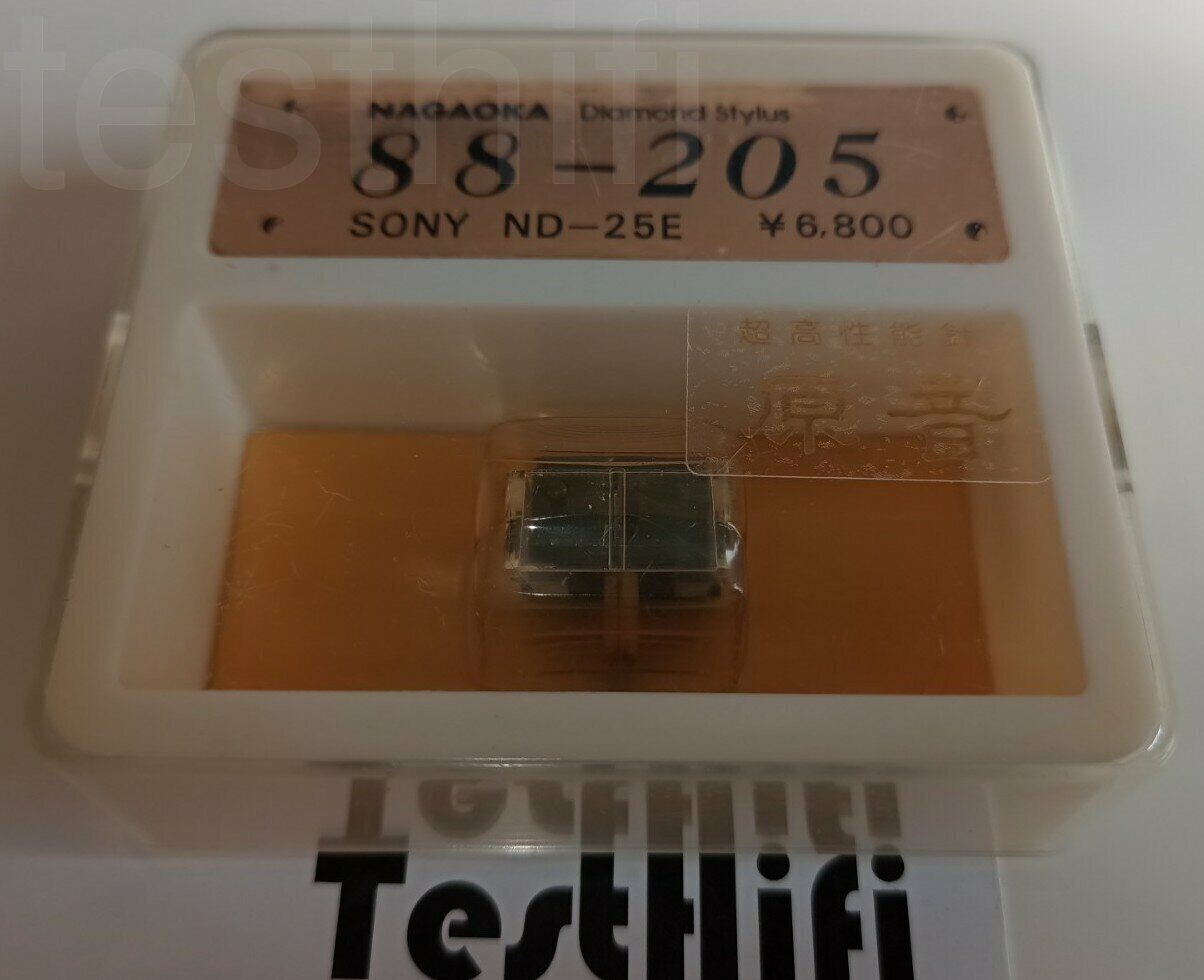 testhifi
NAGAOKA Diamond Stylus
88-205
SONY ND-25E ¥6,800
超高性能針
原音
TestHifi
TestHifi